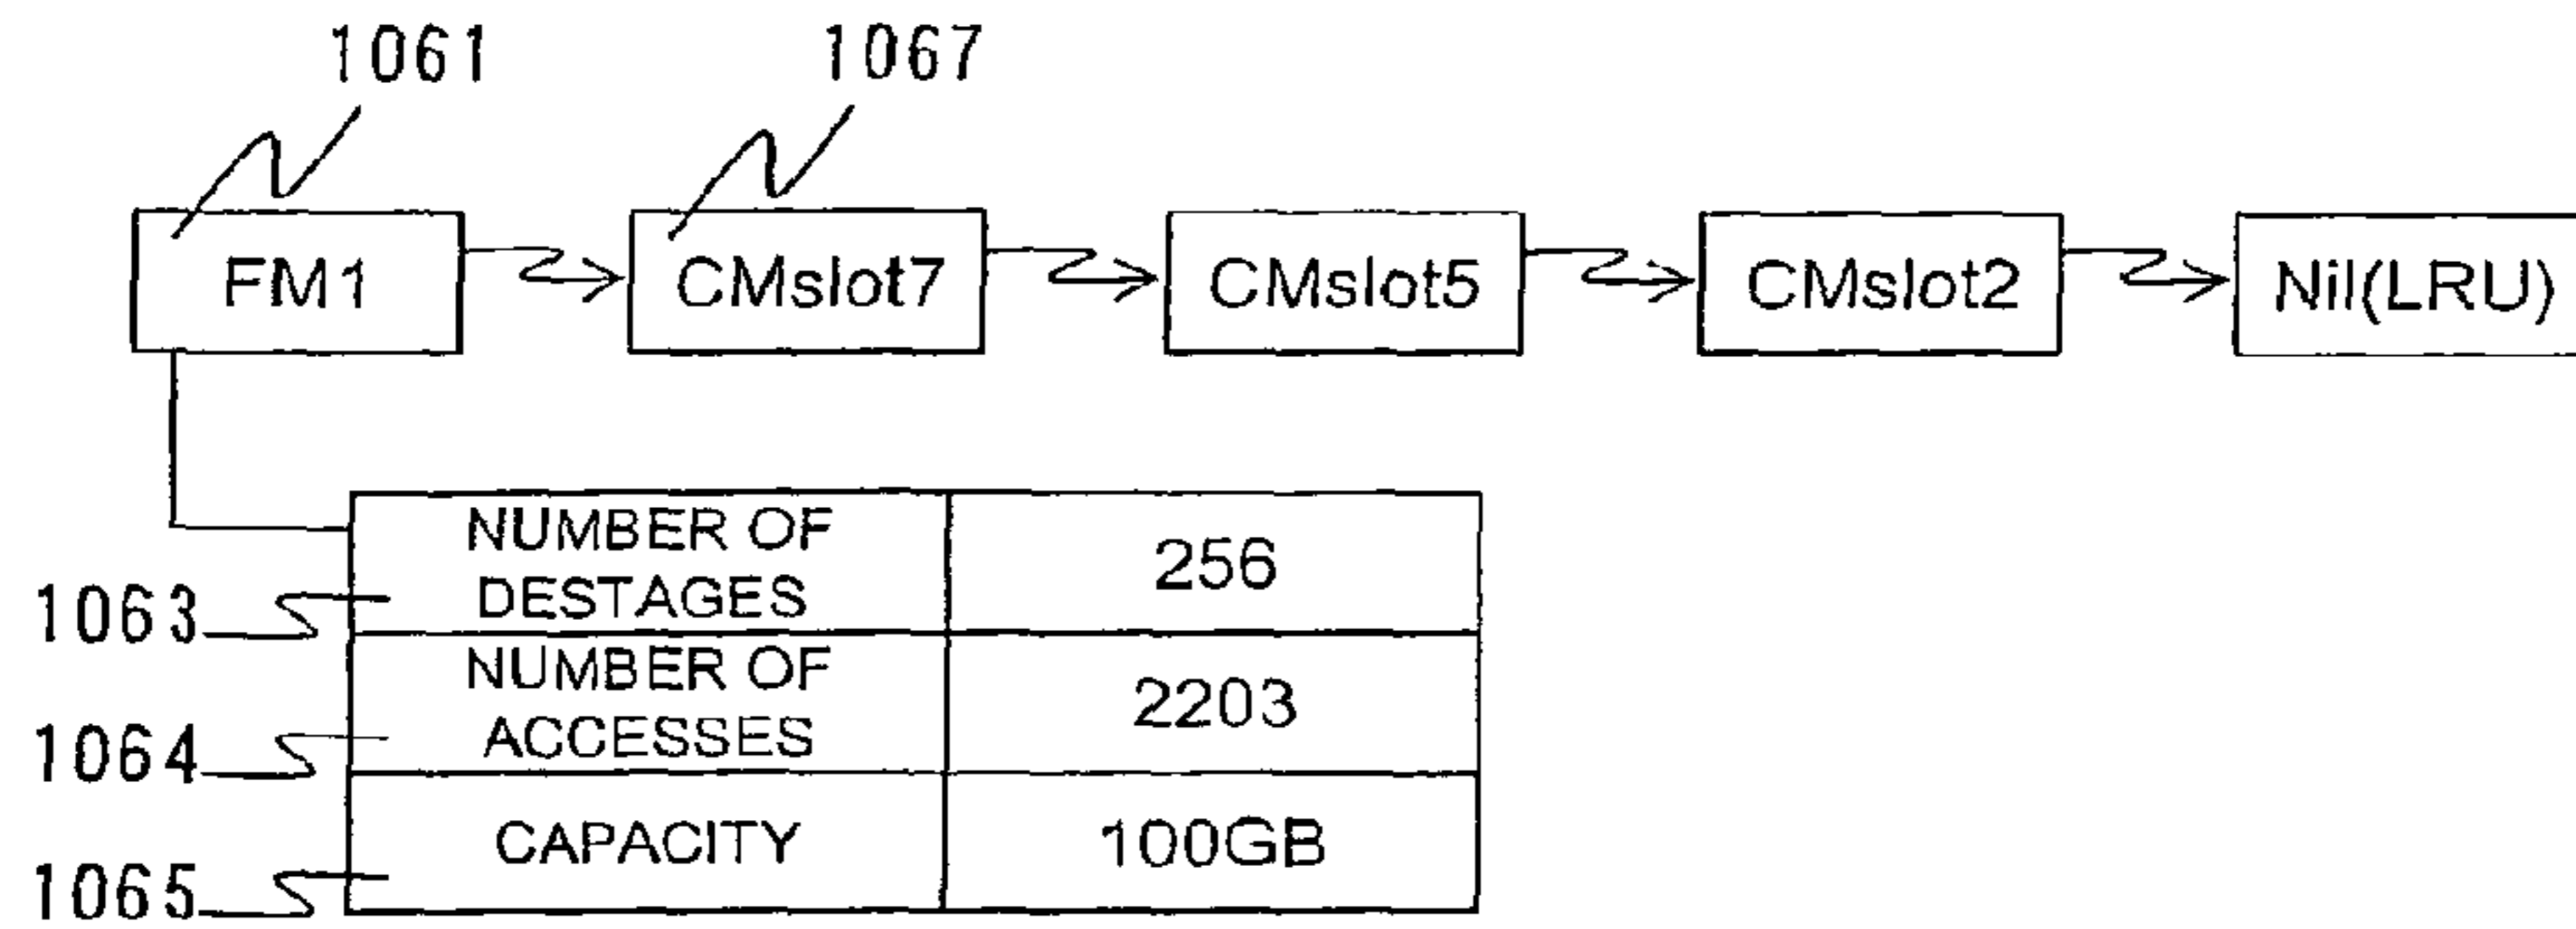 1061 1067
FM1 CMslot7 CMslot5 CMslot2 Nil(LRU)
NUMBER OF
DESTAGES 256
1063
NUMBER OF
ACCESSES 2203
1064
CAPACITY 100GB
1065